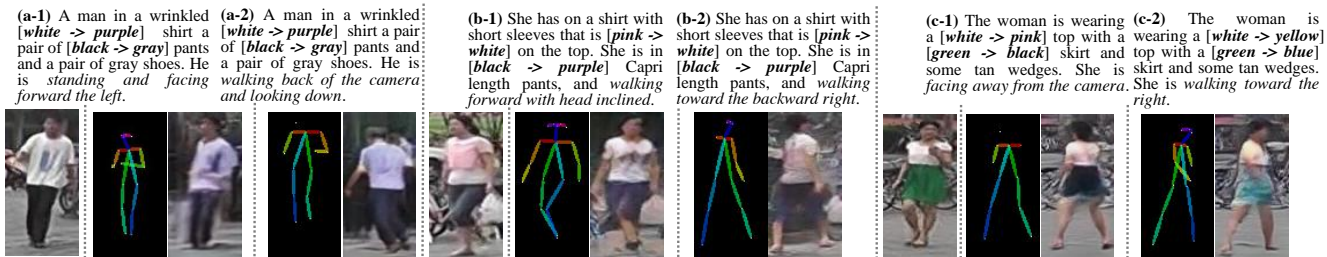 (a-1) A man in a wrinkled
[white -> purple] shirt a
pair of [black -> gray] pants
and a pair of gray shoes. He
is standing and facing
forward the left.
(a-2) A man in a wrinkled
[white -> purple] shirt a pair
of [black -> gray] pants and
a pair of gray shoes. He is
walking back of the camera
and looking down.
(b-1) She has on a shirt with
short sleeves that is [pink ->
white] on the top. She is in
[black -> purple] Capri
length pants, and walking
forward with head inclined.
(b-2) She has on a shirt with
short sleeves that is [pink ->
white] on the top. She is in
[black -> purple] Capri
length pants, and walking
toward the backward right.
(c-1) The woman is wearing
a [white -> pink] top with a
[green -> black] skirt and
some tan wedges. She is
facing away from the camera.
(c-2) The woman is
wearing a [white -> yellow]
top with a [green -> blue]
skirt and some tan wedges.
She is walking toward the
right.